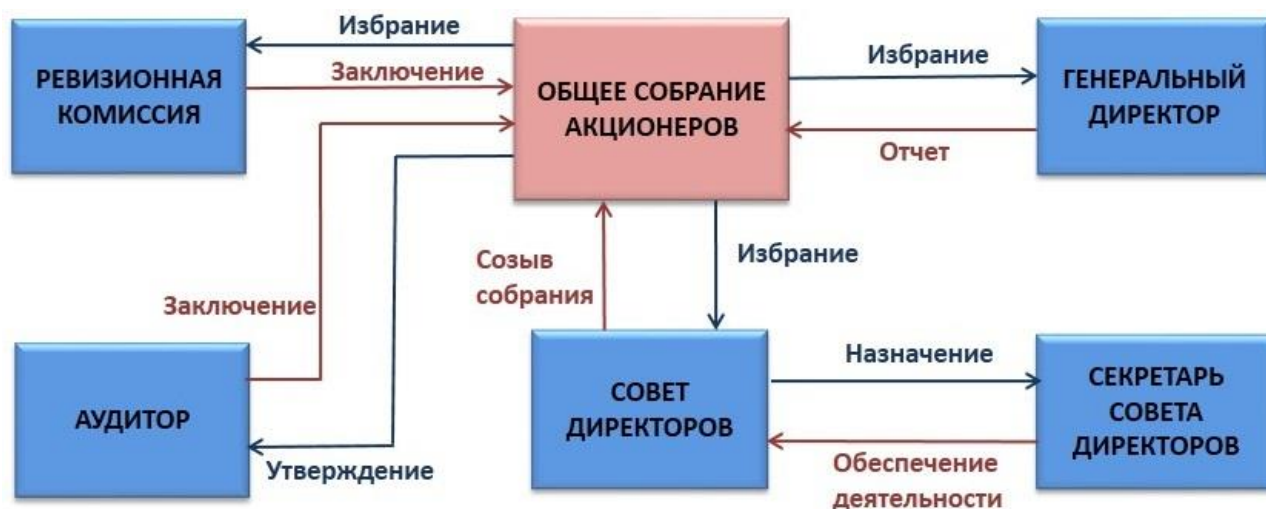 Избрание
РЕВИЗИОННАЯ
КОМИССИЯ
Заключение
ОБЩЕЕ СОБРАНИЕ
АКЦИОНЕРОВ
Избрание
ГЕНЕРАЛЬНЫЙ
ДИРЕКТОР
Отчет
Созыв
собрания
Избрание
Заключение
АУДИТОР
Утверждение
СОВЕТ
ДИРЕКТОРОВ
Назначение
СЕКРЕТАРЬ
СОВЕТА
ДИРЕКТОРОВ
Обеспечение
деятельности